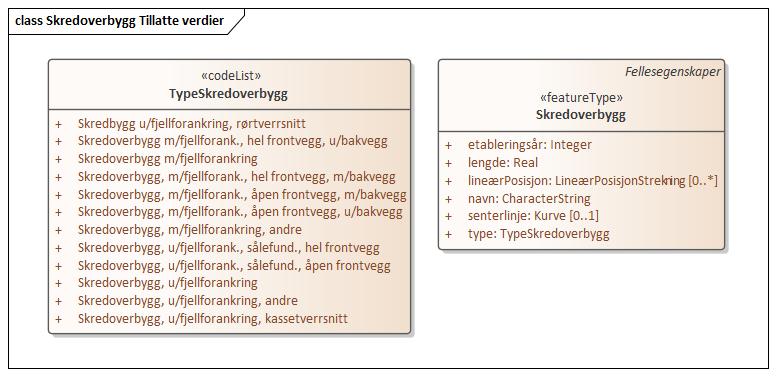 class Skredoverbygg Tillatte verdier
«codeList»
TypeSkredoverbygg
+ Skredbygg u/fjellforankring, rørtverrsnitt
+ Skredoverbygg m/fjellforank., hel frontvegg, u/bakvegg
+ Skredoverbygg m/fjellforankring
+ Skredoverbygg, m/fjellforank., hel frontvegg, m/bakvegg
+ Skredoverbygg, m/fjellforank., åpen frontvegg, m/bakvegg
+ Skredoverbygg, m/fjellforank., åpen frontvegg, u/bakvegg
+ Skredoverbygg, m/fjellforankring, andre
+ Skredoverbygg, u/fjellforank., sålefund., hel frontvegg
+ Skredoverbygg, u/fjellforank., sålefund., åpen frontvegg
+ Skredoverbygg, u/fjellforankring
+ Skredoverbygg, u/fjellforankring, andre
+ Skredoverbygg, u/fjellforankring, kassetverrsnitt
Fellesegenskaper
«featureType»
Skredoverbygg
+ etableringsår: Integer
+ lengde: Real
+ lineærPosisjon: LineærPosisjonStrekning [0..*]
+ navn: CharacterString
+ senterlinje: Kurve [0..1]
+ type: TypeSkredoverbygg